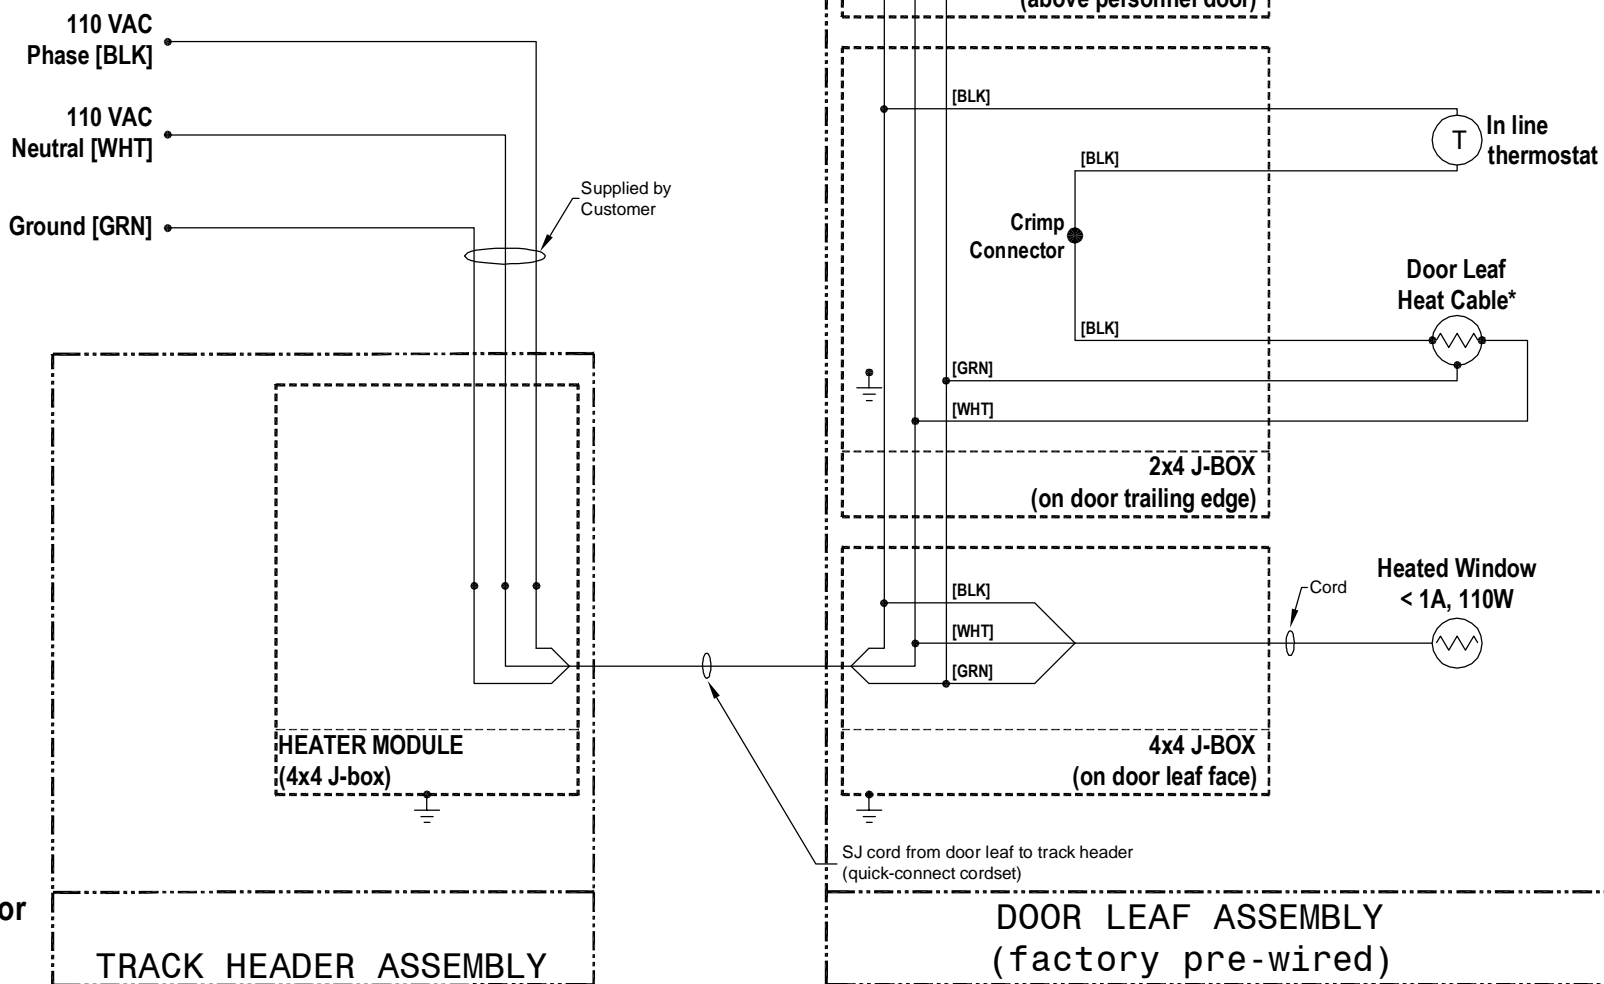 110 VAC
Phase [BLK]
110 VAC
Neutral [WHT]
Ground [GRN]
Supplied by
Customer
HEATER MODULE
(4x4 J-box)
TRACK HEADER ASSEMBLY
or
(above personnel door)
[BLK]
In line
thermostat
T
[BLK]
Crimp
Connector
Door Leaf
Heat Cable*
[BLK]
[GRN]
[WHT]
2x4 J-BOX
(on door trailing edge)
[BLK]
[WHT]
[GRN]
Cord
Heated Window
< 1A, 110W
4x4 J-BOX
(on door leaf face)
SJ cord from door leaf to track header
(quick-connect cordset)
DOOR LEAF ASSEMBLY
(factory pre-wired)